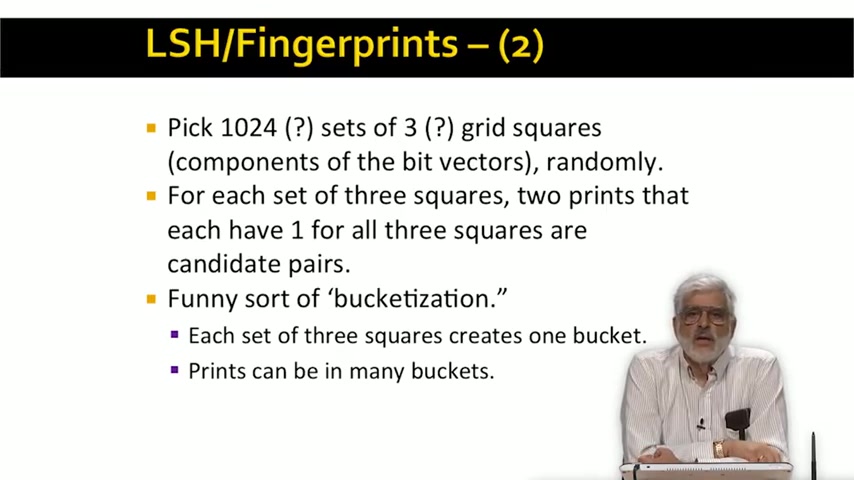 LSH/Fingerprints – (2)
Pick 1024 (?) sets of 3 (?) grid squares
(components of the bit vectors), randomly.
For each set of three squares, two prints that
each have 1 for all three squares are
candidate pairs.
Funny sort of ‘bucketization.”
Each set of three squares creates one bucket.
Prints can be in many buckets.